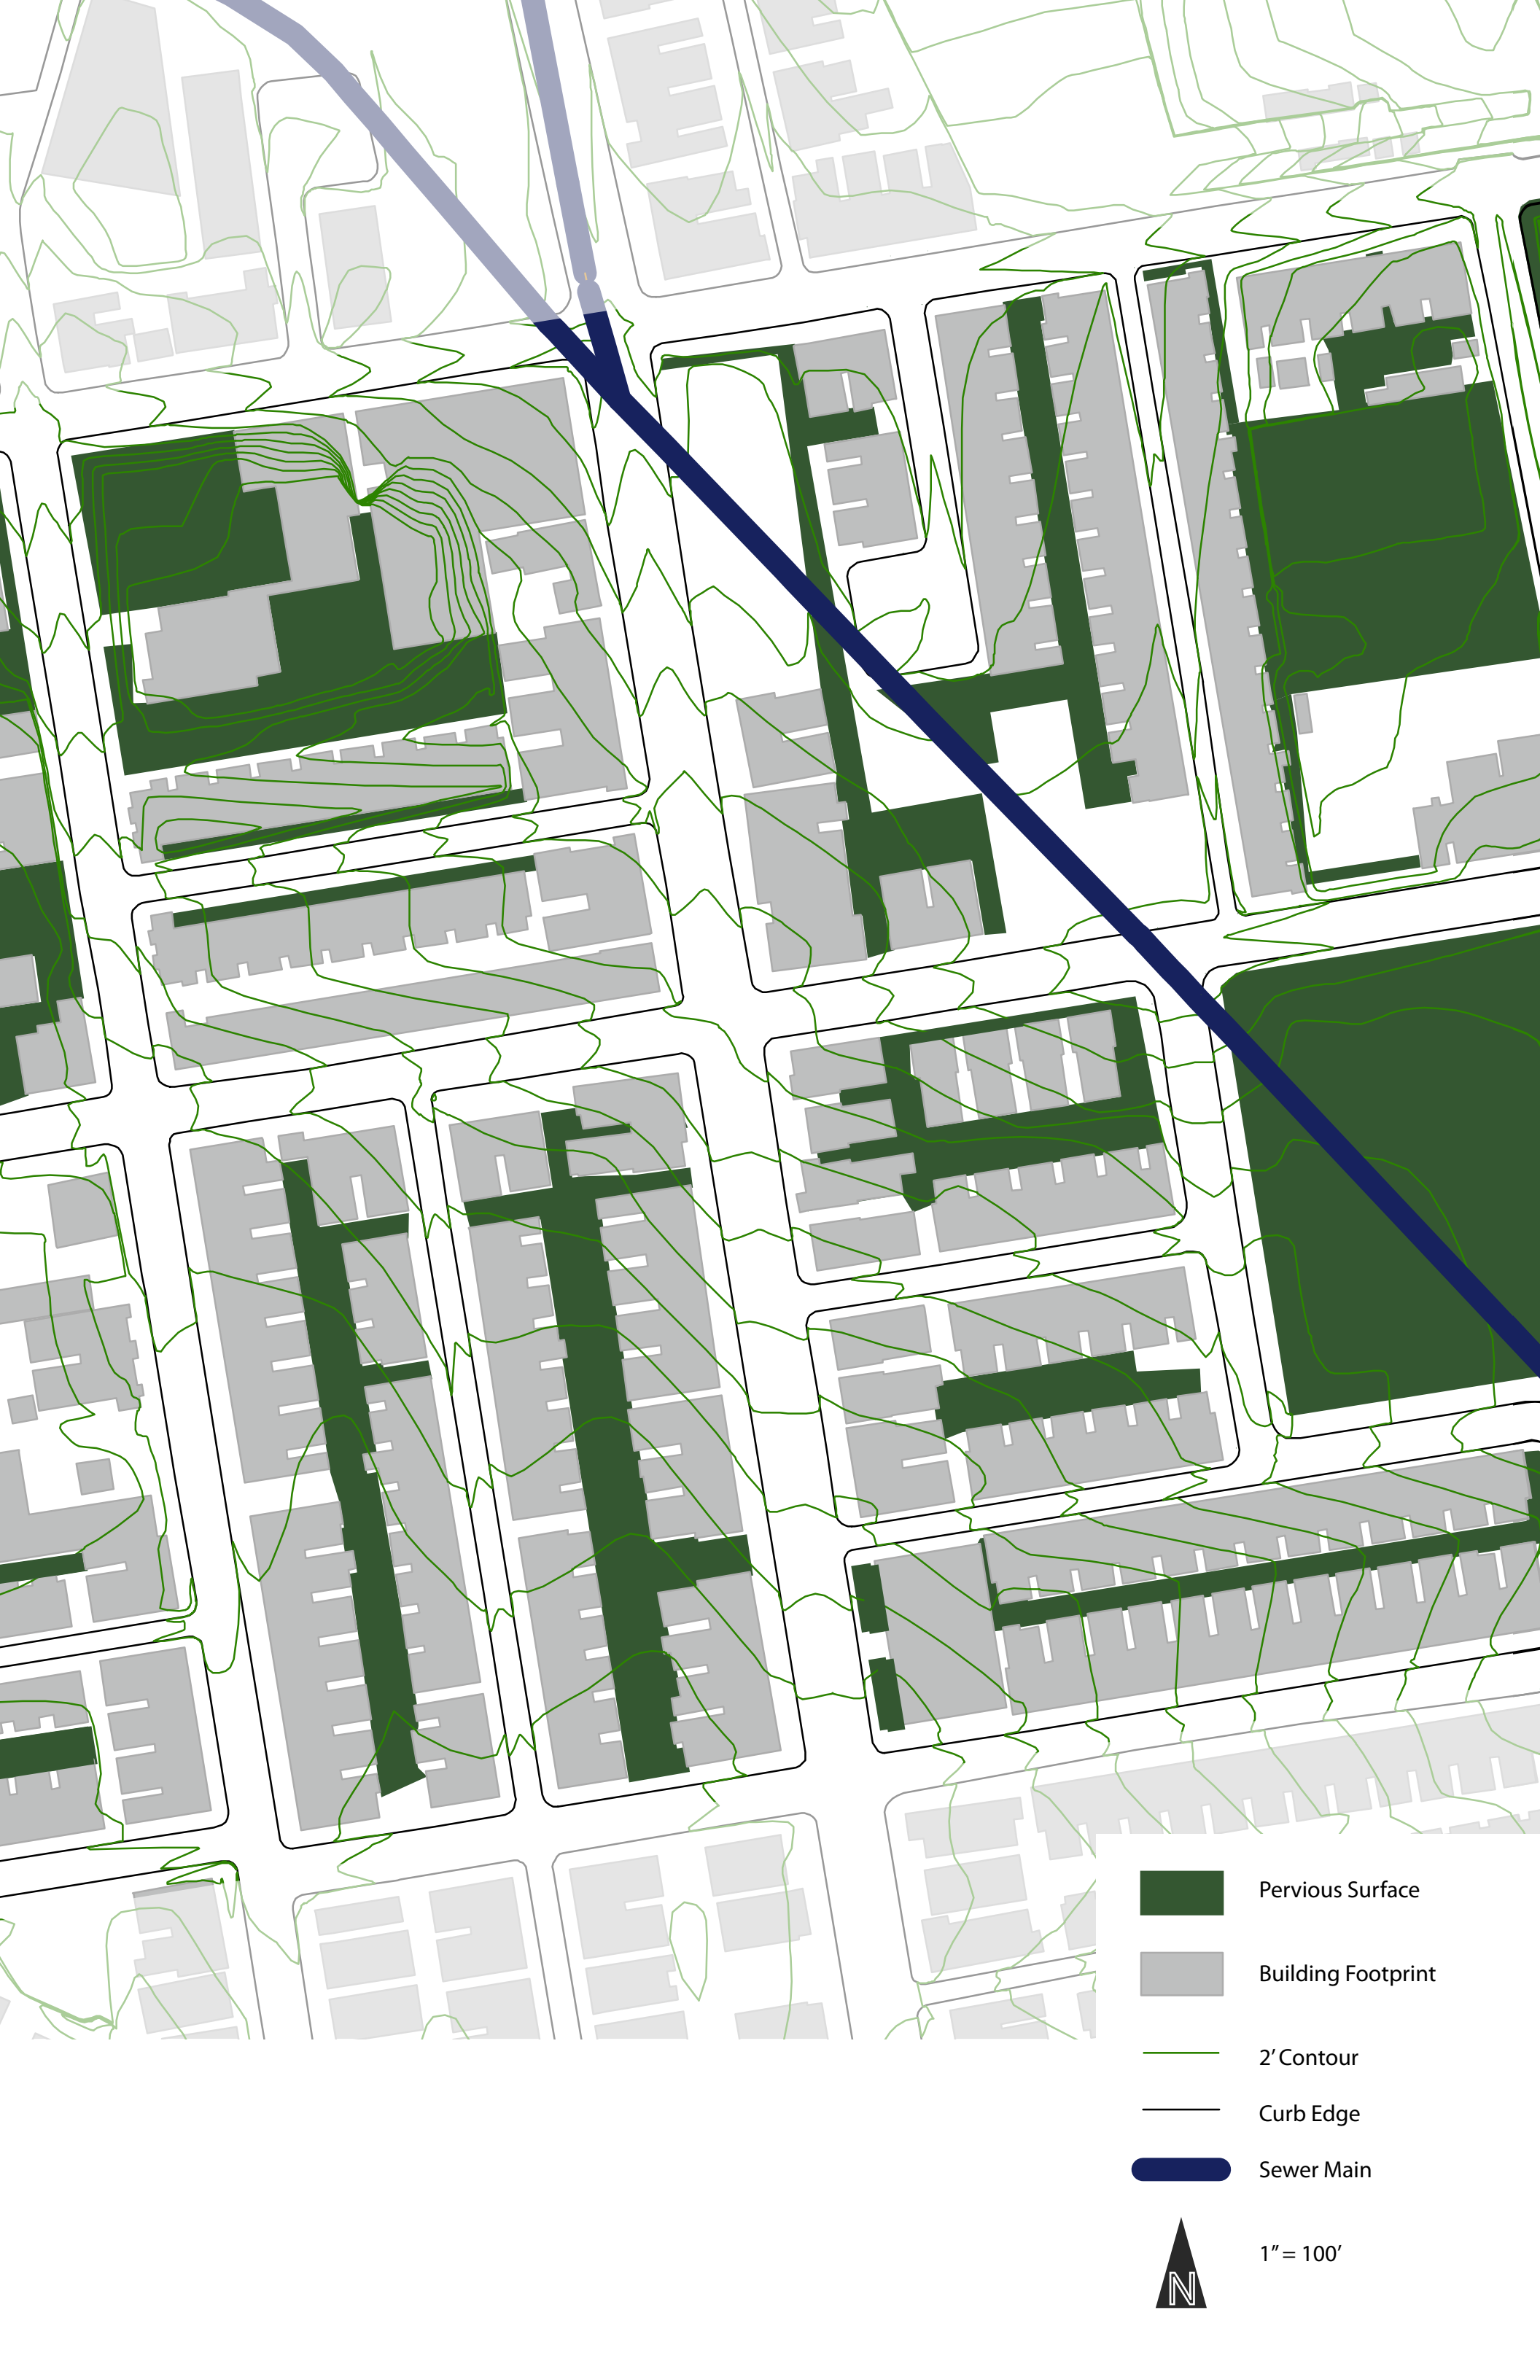 Pervious Surface
Building Footprint
2’ Contour
Curb Edge
Sewer Main
N
1” = 100’